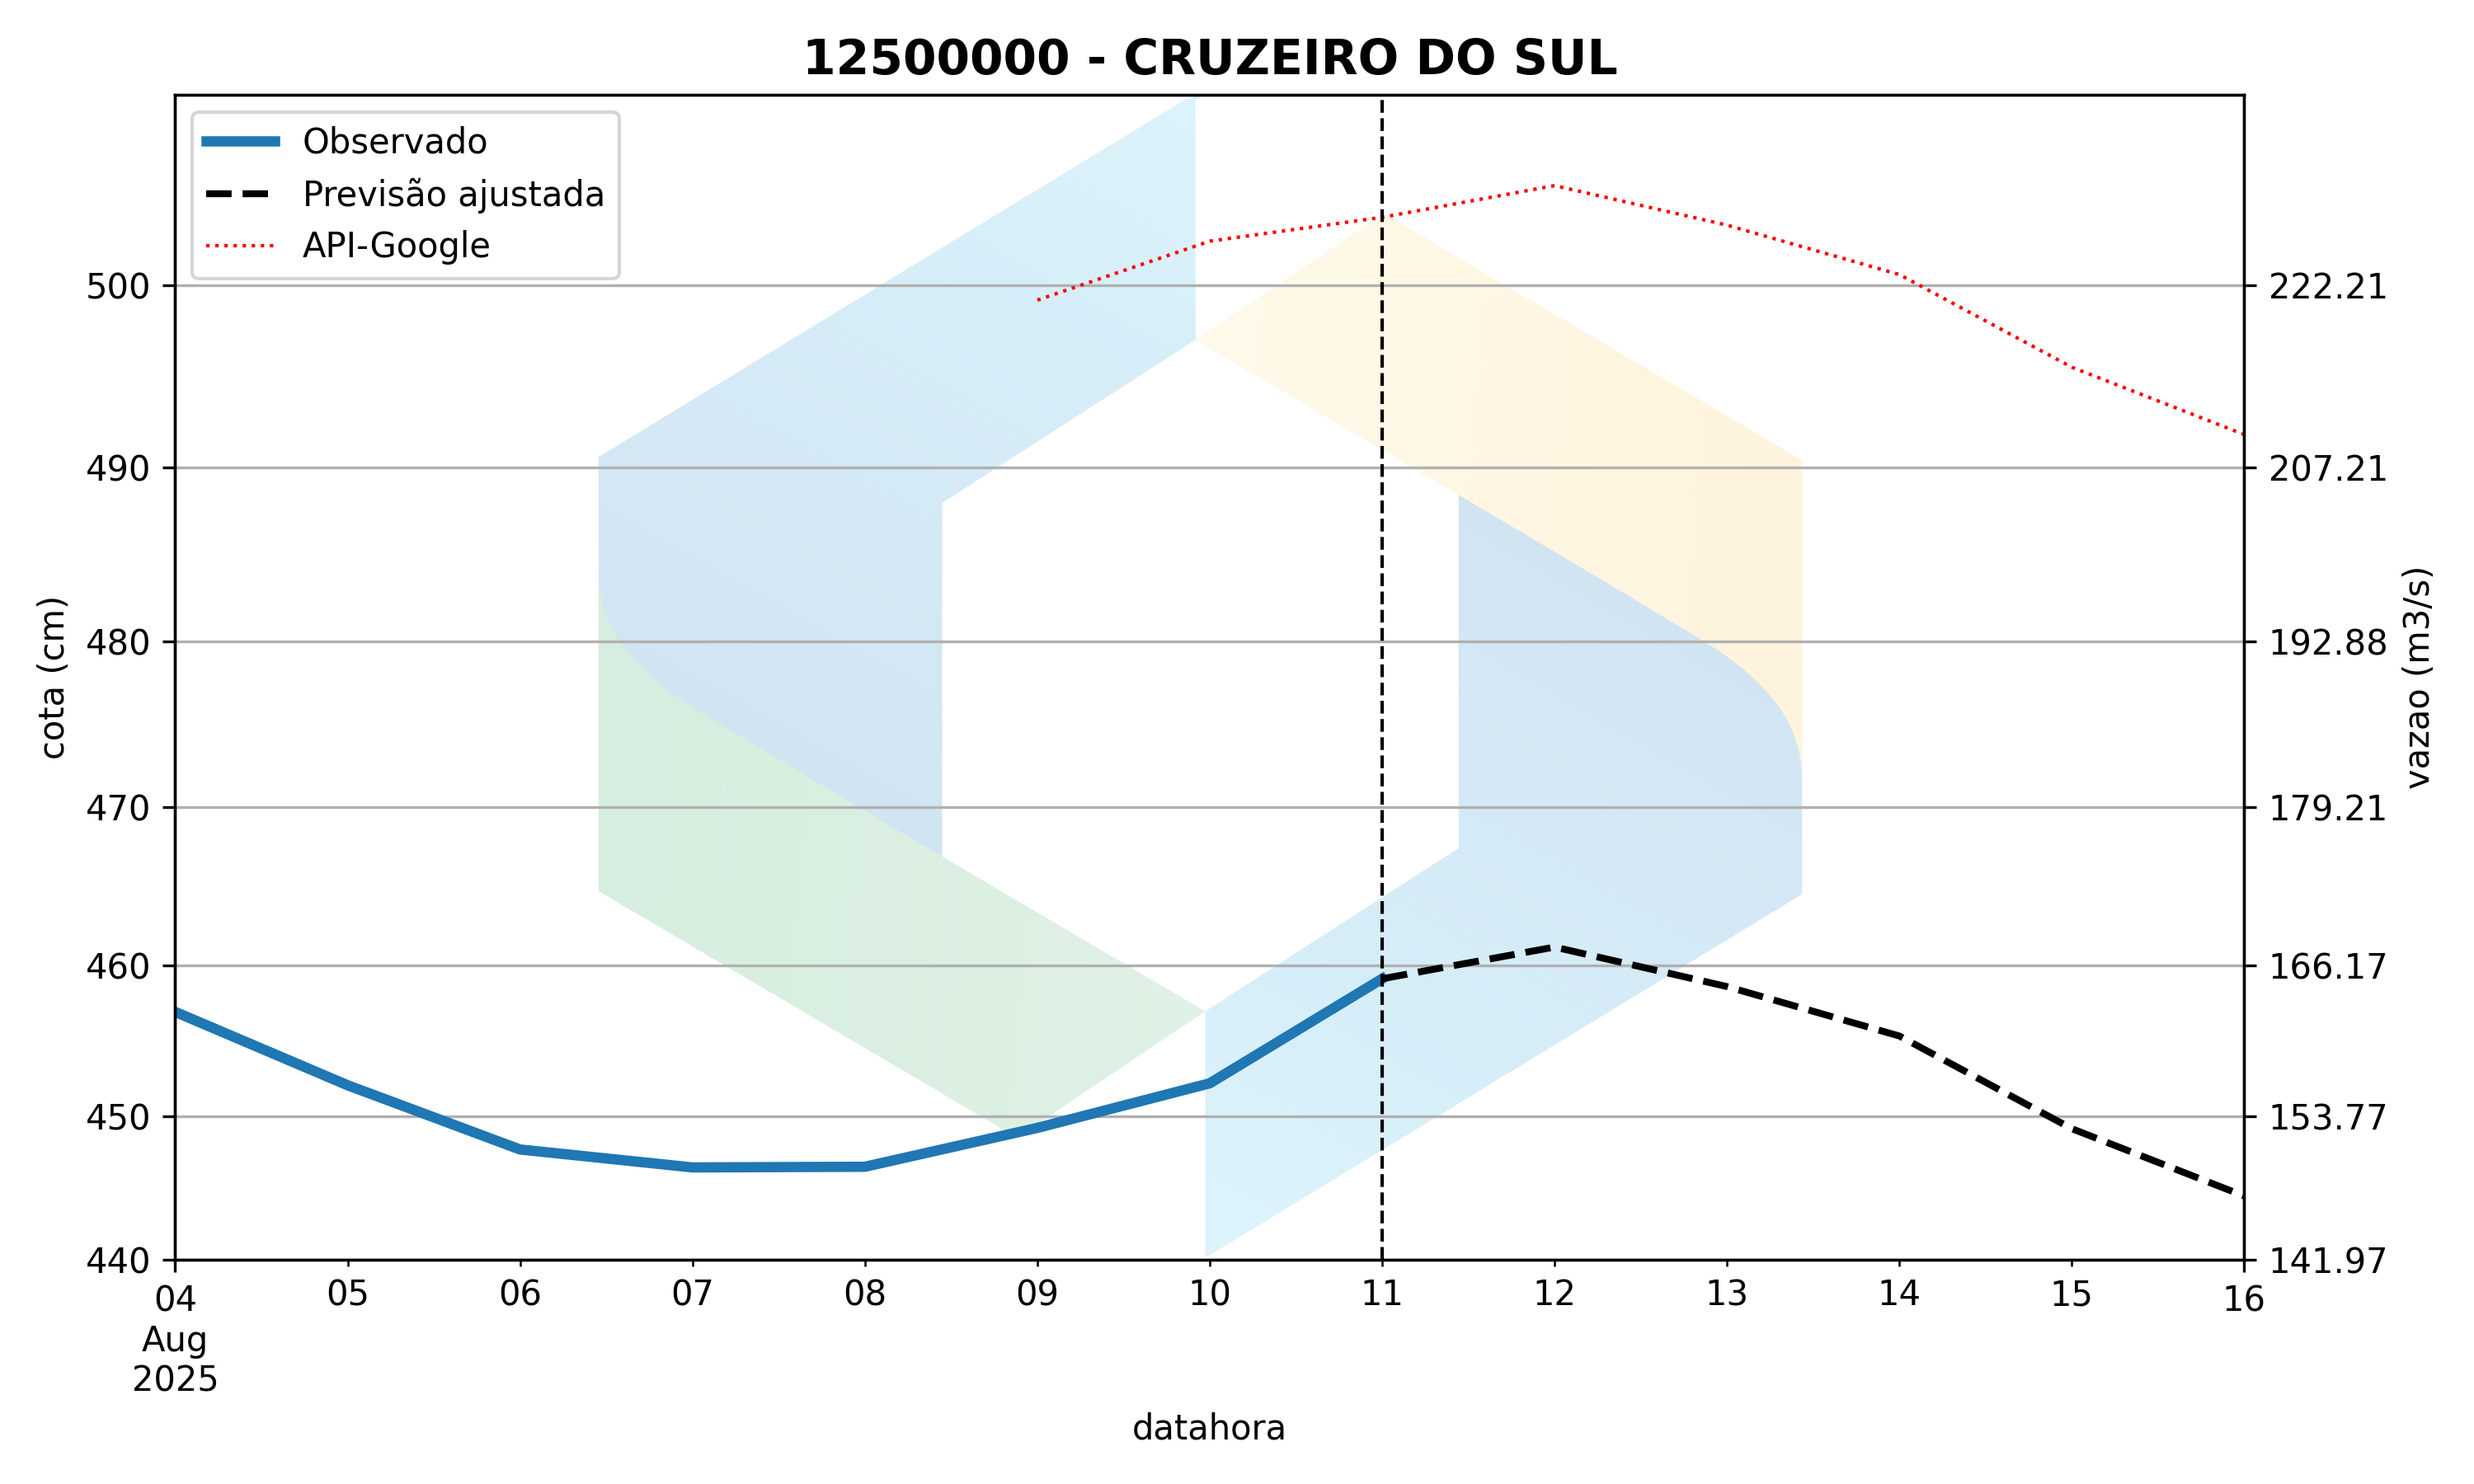 12500000 - CRUZEIRO DO SUL
Observado
Previsão ajustada
API-Google
500
490
480
470
460
450
440
cota (cm)
222.21
207.21
192.88
179.21
166.17
153.77
141.97
vazao (m3/s)
04 05 06 07 08 09 10 11 12 13 14 15 16
Aug
2025
datahora